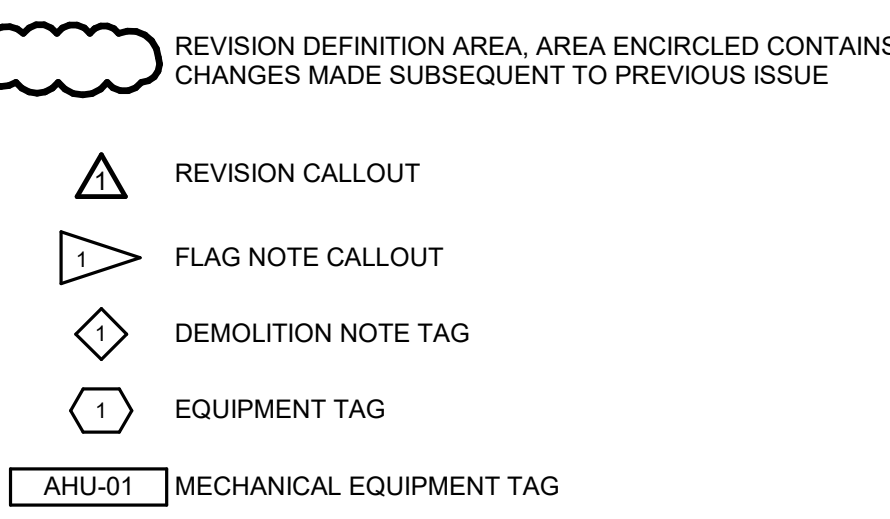 REVISION DEFINITION AREA, AREA ENCIRCLED CONTAINS
CHANGES MADE SUBSEQUENT TO PREVIOUS ISSUE
1 REVISION CALLOUT
1 FLAG NOTE CALLOUT
1 DEMOLITION NOTE TAG
1 EQUIPMENT TAG
AHU-01 MECHANICAL EQUIPMENT TAG